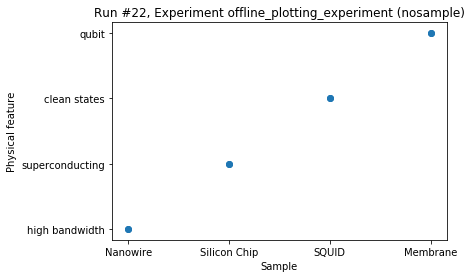 Run #22, Experiment offline_plotting_experiment (nosample)
qubit
clean states
superconducting
high bandwidth
Physical feature
Nanowire
Silicon Chip
SQUID
Membrane
Sample